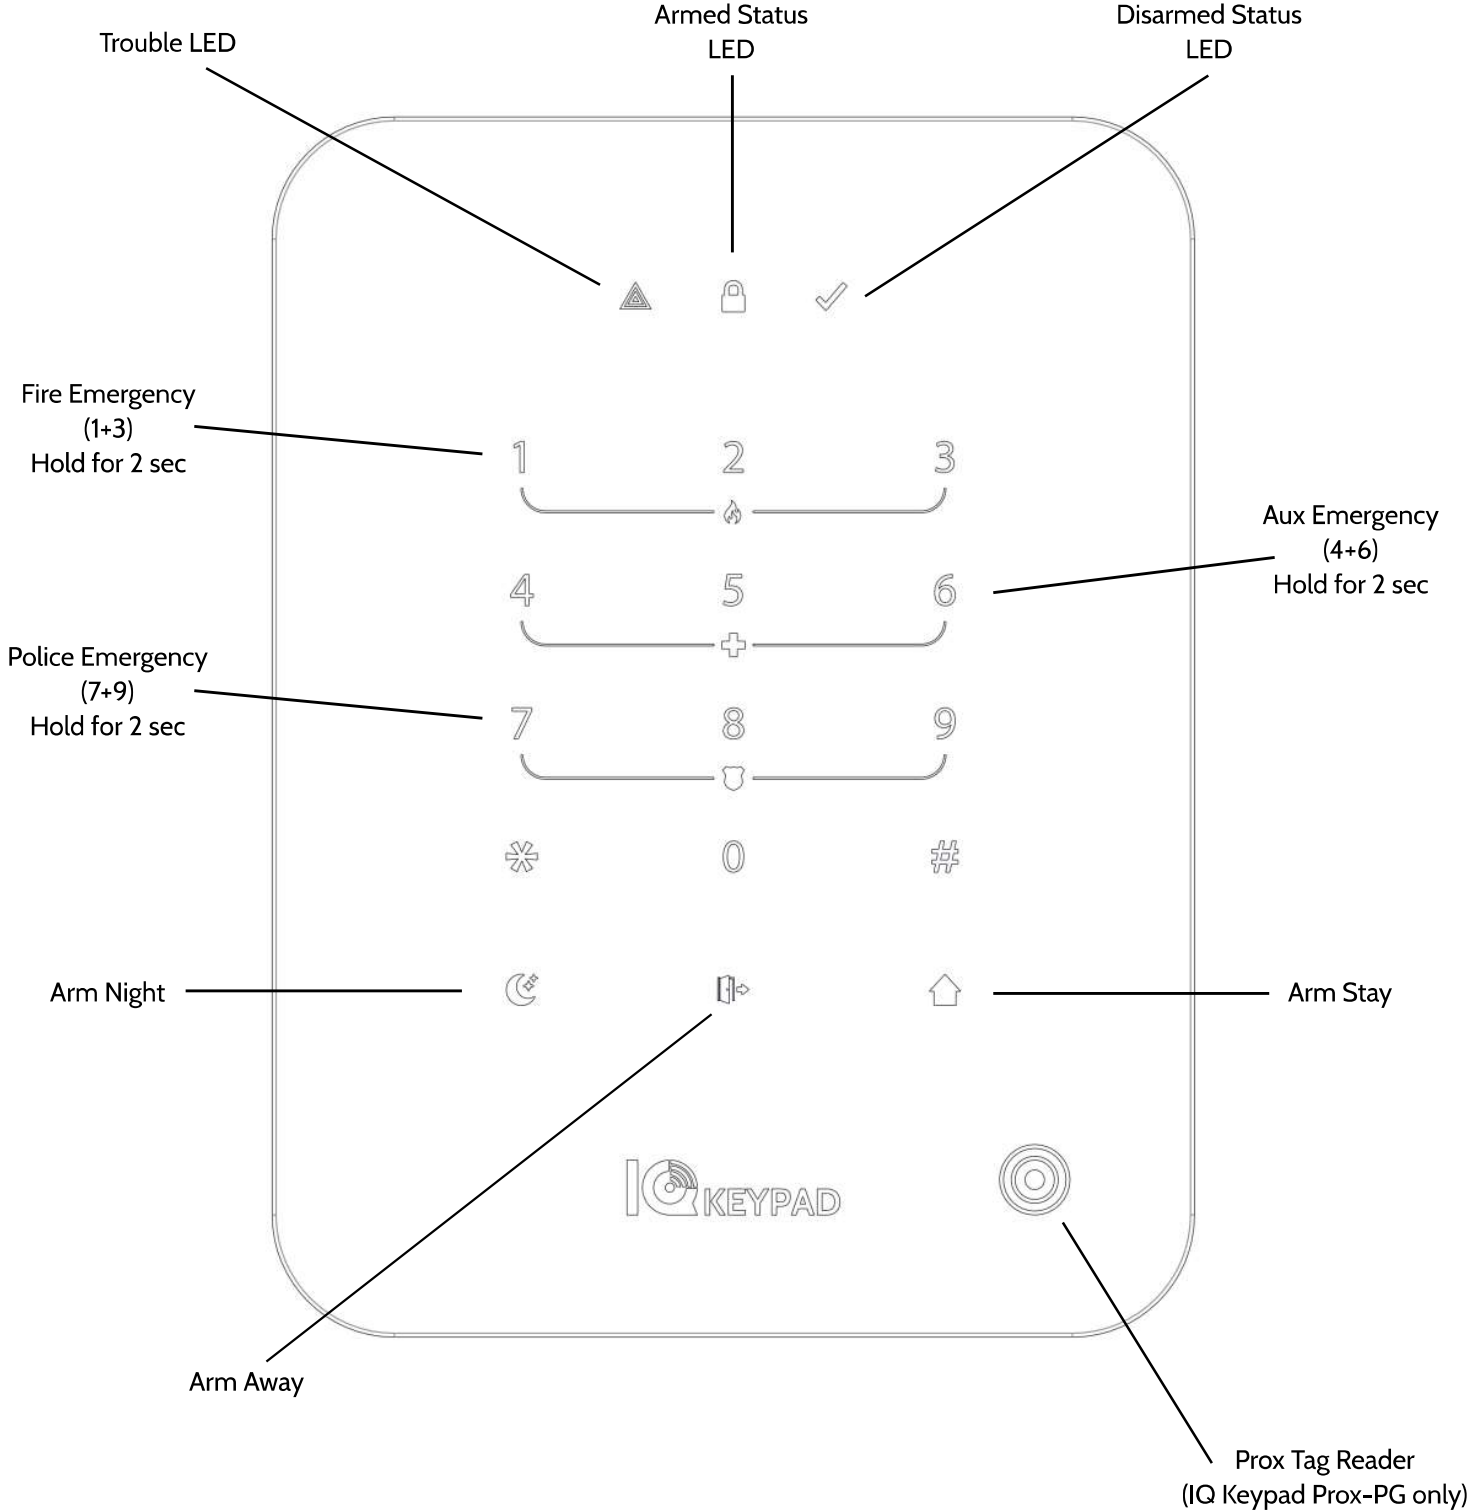 Trouble LED
Armed Status
LED
Disarmed Status
LED
Fire Emergency
(1+3)
Hold for 2 sec
1 2 3
Aux Emergency
(4+6)
Hold for 2 sec
4 5 6
Police Emergency
(7+9)
Hold for 2 sec
7 8 9
* 0 #
Arm Night
Arm Stay
IQ KEYPAD
Arm Away
Prox Tag Reader
(IQ Keypad Prox-PG only)